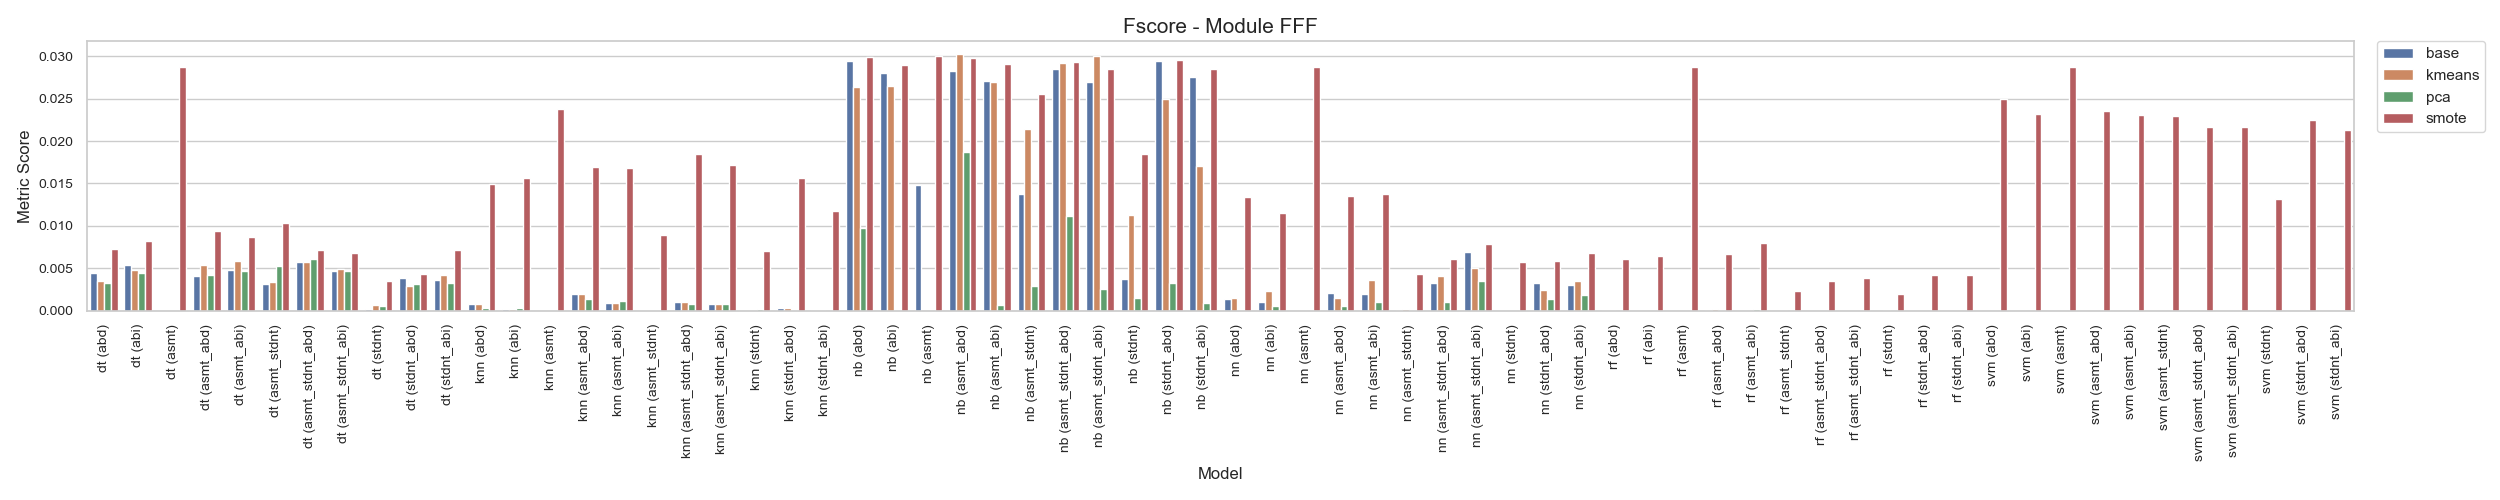 Fscore - Module FFF
base
kmeans
pca
smote
Metric Score
0.030
0.025
0.020
0.015
0.010
0.005
0.000
dt (abd)
dt (abi)
dt (asmt)
dt (asmt_abd)
dt (asmt_abi)
dt (asmt_stdnt)
dt (asmt_stdnt_abd)
dt (asmt_stdnt_abi)
dt (stdnt)
dt (stdnt_abd)
dt (stdnt_abi)
knn (abd)
knn (abi)
knn (asmt)
knn (asmt_abd)
knn (asmt_abi)
knn (asmt_stdnt)
knn (asmt_stdnt_abd)
knn (asmt_stdnt_abi)
knn (stdnt)
knn (stdnt_abd)
knn (stdnt_abi)
nb (abd)
nb (abi)
nb (asmt)
nb (asmt_abd)
nb (asmt_abi)
nb (asmt_stdnt)
nb (asmt_stdnt_abd)
nb (asmt_stdnt_abi)
nb (stdnt)
nb (stdnt_abd)
nb (stdnt_abi)
nn (abd)
nn (abi)
nn (asmt)
nn (asmt_abd)
nn (asmt_abi)
nn (asmt_stdnt)
nn (asmt_stdnt_abd)
nn (asmt_stdnt_abi)
nn (stdnt)
nn (stdnt_abd)
nn (stdnt_abi)
rf (abd)
rf (abi)
rf (asmt)
rf (asmt_abd)
rf (asmt_abi)
rf (asmt_stdnt)
rf (asmt_stdnt_abd)
rf (asmt_stdnt_abi)
rf (stdnt)
rf (stdnt_abd)
rf (stdnt_abi)
svm (abd)
svm (abi)
svm (asmt)
svm (asmt_abd)
svm (asmt_abi)
svm (asmt_stdnt)
svm (asmt_stdnt_abd)
svm (asmt_stdnt_abi)
svm (stdnt)
svm (stdnt_abd)
svm (stdnt_abi)
Model